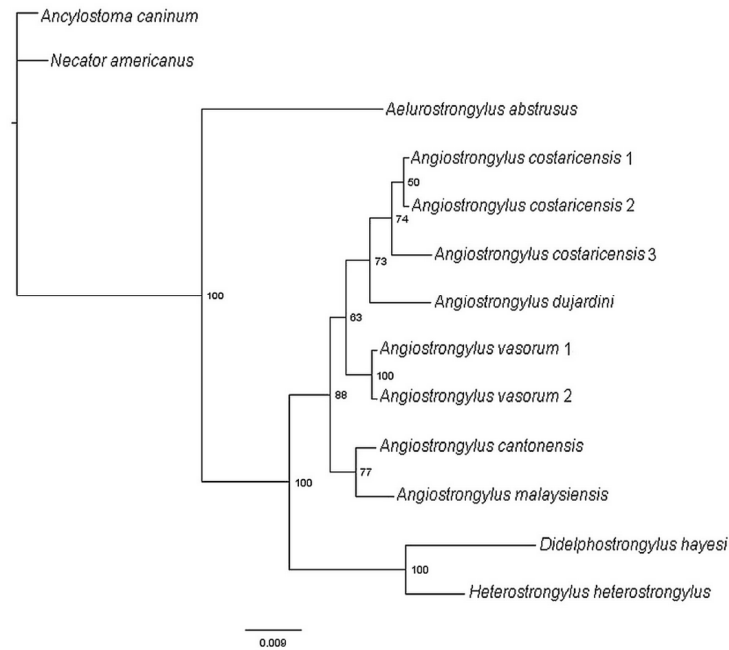 Ancylostoma caninum
Necator americanus
Aelurostrongylus abstrusus
Angiostrongylus costaricensis 1
50
Angiostrongylus costaricensis 2
74
Angiostrongylus costaricensis 3
73
100
Angiostrongylus dujardini
63
Angiostrongylus vasorum 1
100
88
Angiostrongylus vasorum 2
Angiostrongylus cantonensis
77
100
Angiostrongylus malaysiensis
Didelphostrongylus hayesi
100
Heterostrongylus heterostrongylus
0.009